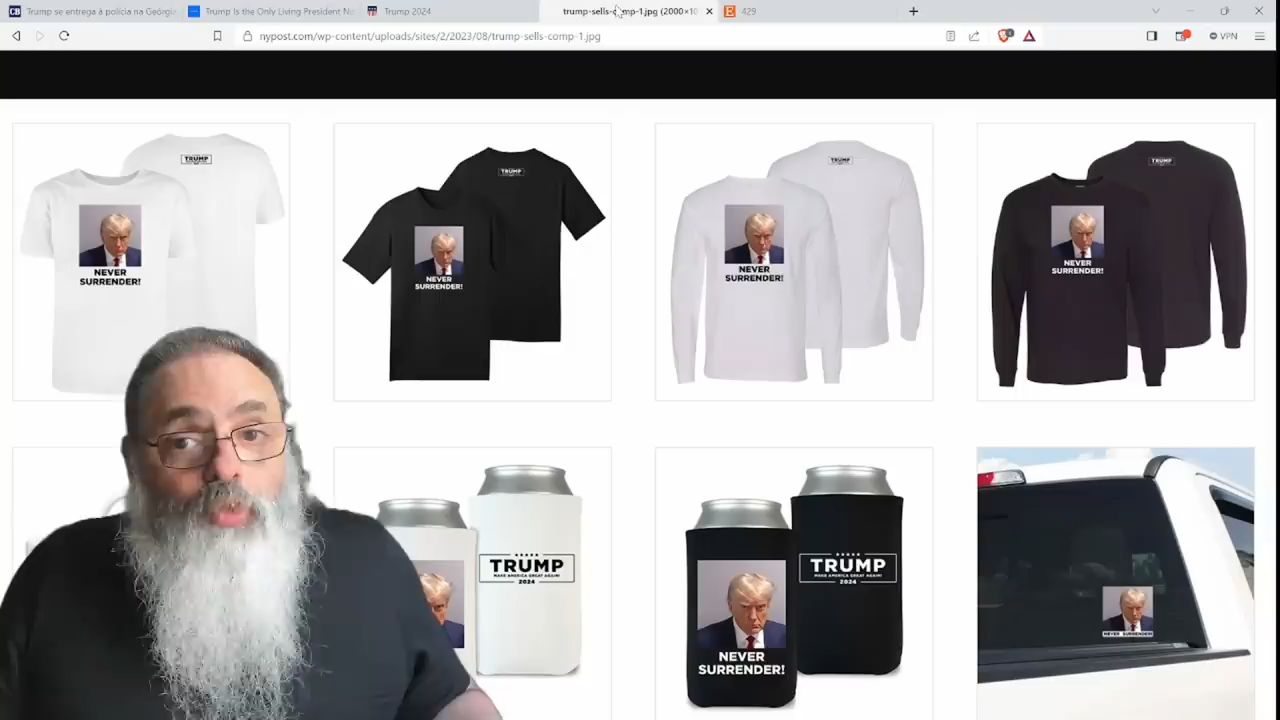 Trump se entrega à polícia na Geórgie
Trump Is the Only Living President No
Trump 2024
trump-sells-comp-1.jpg (2000×10
429
nypost.com/wp-content/uploads/sites/2/2023/08/trump-sells-comp-1.jpg
VPN
TRUMP
NEVER
SURRENDER!
TRUMP
NEVER
SURRENDER!
TRUMP
NEVER
SURRENDER!
TRUMP
NEVER
SURRENDER!
TRUMP
MAKE AMERICA GREAT AGAIN!
2024
TRUMP
MAKE AMERICA GREAT AGAIN!
2024
NEVER
SURRENDER!
NEVER SURRENDER!